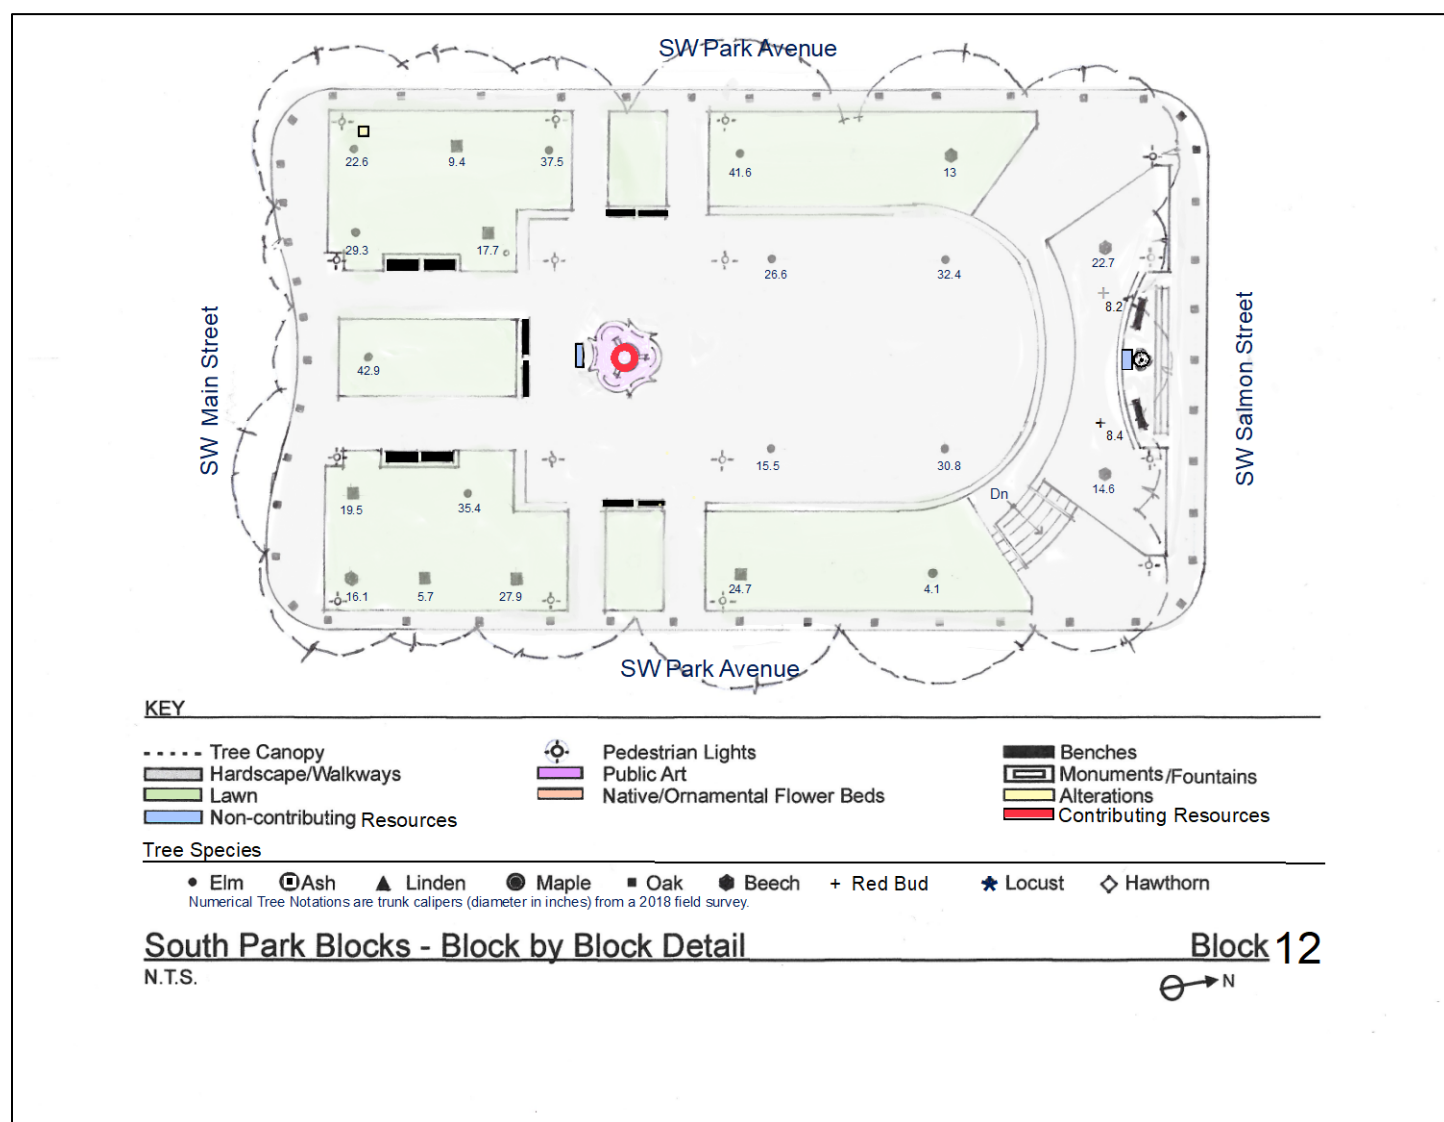 SW Park Avenue
22.6
9.4
37.5
41.6
13
29.3
17.7
26.6
32.4
22.7
8.2
SW Main Street
42.9
SW Salmon Street
8.4
15.5
30.8
14.6
19.5
35.4
Dn
16.1
5.7
27.9
24.7
4.1
SW Park Avenue
KEY
Tree Canopy
Pedestrian Lights
Benches
Hardscape/Walkways
Public Art
Monuments/Fountains
Lawn
Native/Ornamental Flower Beds
Alterations
Non-contributing Resources
Contributing Resources
Tree Species
Elm Ash Linden Maple Oak Beech Red Bud Locust Hawthorn
Numerical Tree Notations are trunk calipers (diameter in inches) from a 2018 field survey.
South Park Blocks - Block by Block Detail
Block 12
N.T.S.
N